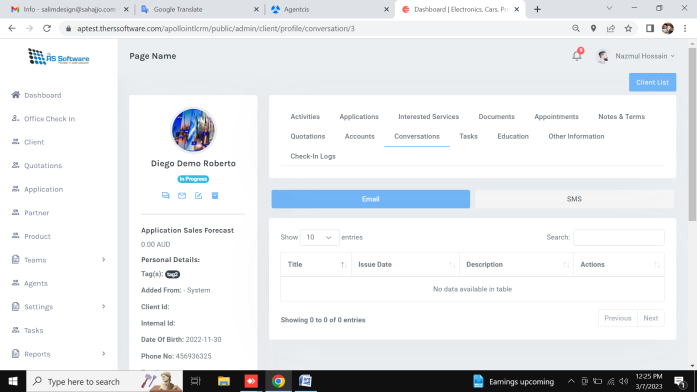 Info - salimdesign@sahajjo.com
Google Translate
Agentcis
Dashboard | Electronics, Cars, Pro
aptest.therssoftware.com/apollointlcrm/public/admin/client/profile/conversation/3
RS Software
Page Name
9
Nazmul Hossain
Client List
Dashboard
Office Check In
Client
Quotations
Application
Partner
Product
Teams
Agents
Settings
Tasks
Reports
Diego Demo Roberto
In Progress
Application Sales Forecast
0.00 AUD
Personal Details:
Tag(s): tag2
Added From: - System
Client Id:
Internal Id:
Date Of Birth: 2022-11-30
Phone No: 456936325
Activities Applications Interested Services Documents Appointments Notes & Terms
Quotations Accounts Conversations Tasks Education Other Information
Check-In Logs
Email SMS
Show 10 entries Search:
Title Issue Date Description Actions
No data available in table
Showing 0 to 0 of 0 entries Previous Next
Type here to search
Earnings upcoming
12:25 PM
3/7/2023